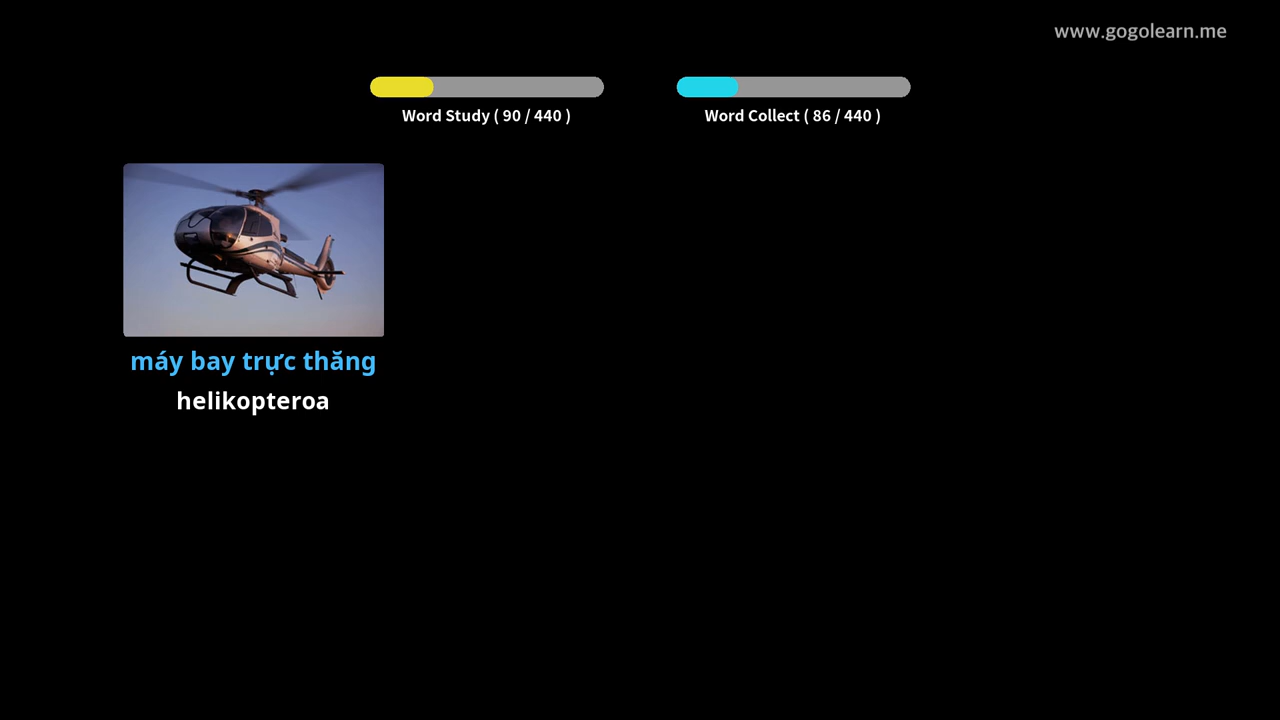 www.gogolearn.me
Word Study ( 90 / 440 )
Word Collect ( 86 / 440 )
máy bay trực thăng
helikopteroa